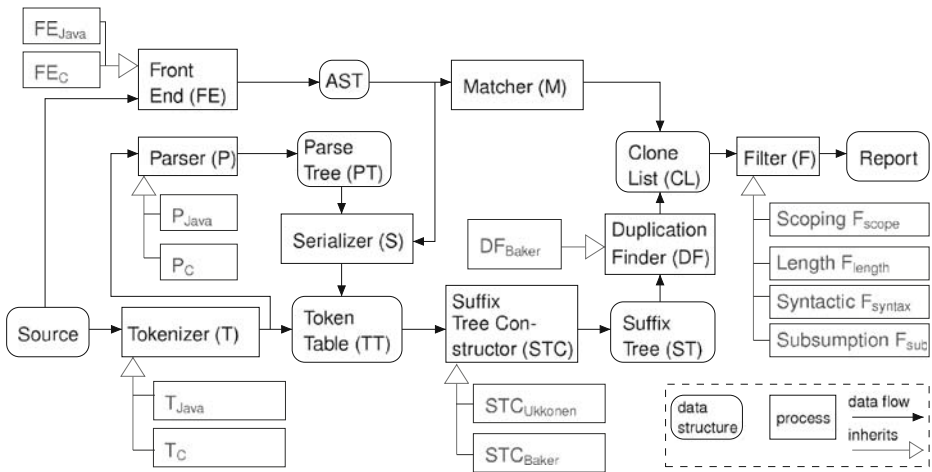 FEJava
FEC
Front
End (FE)
AST
Matcher (M)
Parser (P)
Parse
Tree (PT)
Clone
List (CL)
Filter (F)
Report
PJava
PC
Serializer (S)
DFBaker
Duplication
Finder (DF)
Scoping Fscope
Length Flength
Syntactic Fsyntax
Subsumption Fsub
Source
Tokenizer (T)
Token
Table (TT)
Suffix
Tree Con-
structor (STC)
Suffix
Tree (ST)
TJava
TC
STCUkkonen
STCBaker
data
structure
process
data flow
inherits